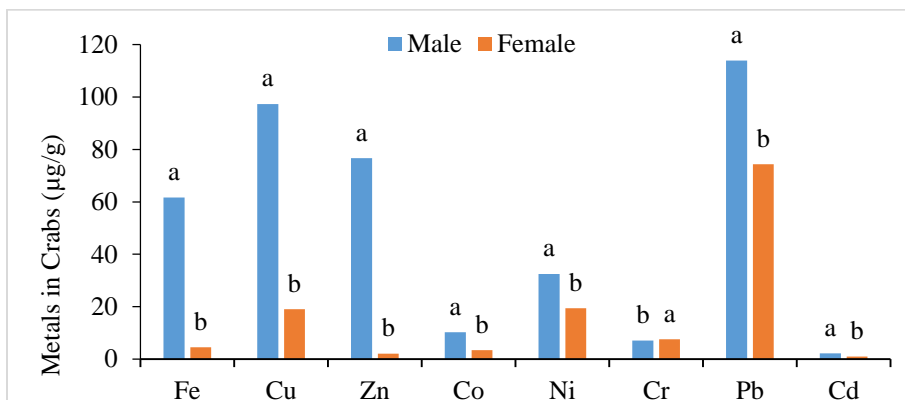 Male Female
Metals in Crabs (µg/g)
120
100
80
60
40
20
0
a b
a b
a b
a b
a b
b a
a b
a b
Fe Cu Zn Co Ni Cr Pb Cd